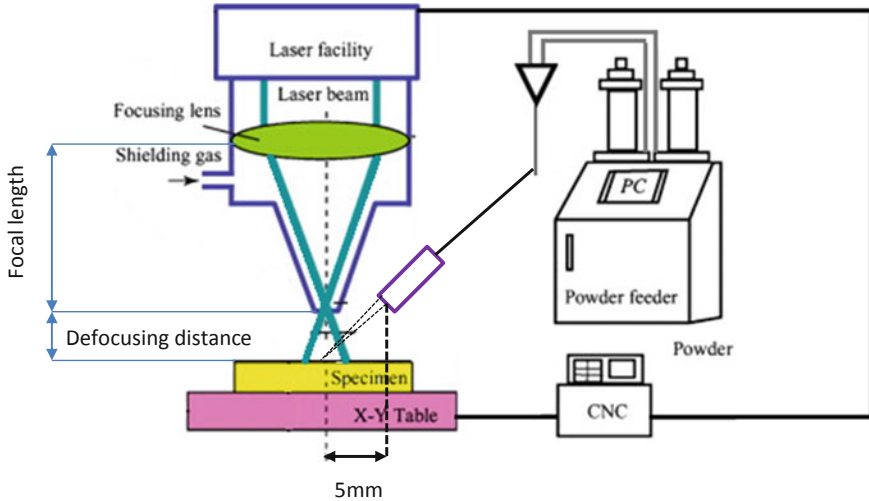 Laser facility
Laser beam
Focusing lens
Shielding gas
Focal length
PC
Powder feeder
Defocusing distance
Powder
Specimen
X-Y Table
CNC
5mm